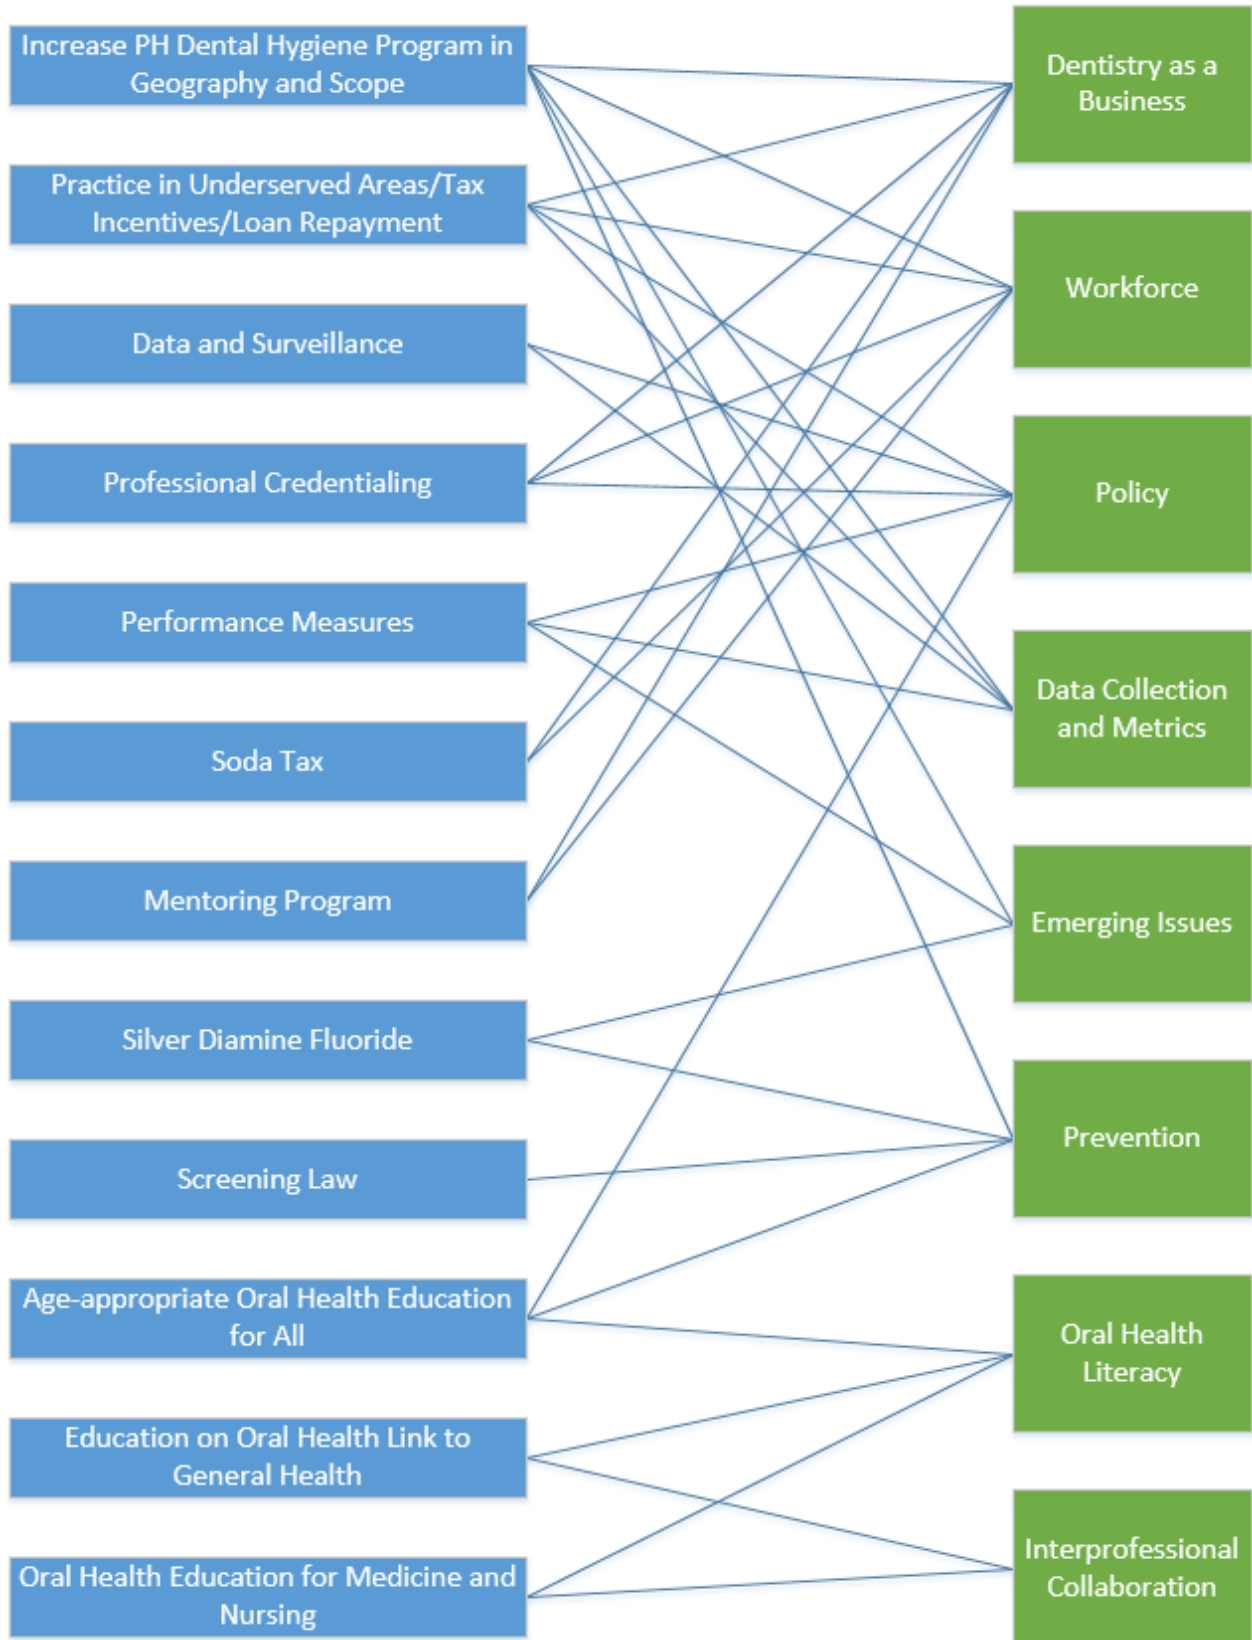 Increase PH Dental Hygiene Program in
Geography and Scope
Practice in Underserved Areas/Tax
Incentives/Loan Repayment
Data and Surveillance
Professional Credentialing
Performance Measures
Soda Tax
Mentoring Program
Silver Diamine Fluoride
Screening Law
Age-appropriate Oral Health Education
for All
Education on Oral Health Link to
General Health
Oral Health Education for Medicine and
Nursing
Dentistry as a
Business
Workforce
Policy
Data Collection
and Metrics
Emerging Issues
Prevention
Oral Health
Literacy
Interprofessional
Collaboration